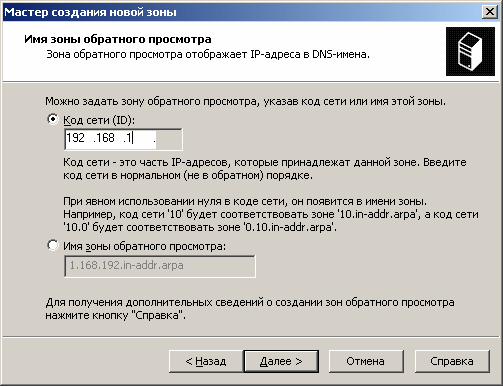 Мастер создания новой зоны
Имя зоны обратного просмотра
Зона обратного просмотра отображает IP-адреса в DNS-имена.
Можно задать зону обратного просмотра, указав код сети или имя этой зоны.
Код сети (ID):
192 .168 .1 .
Код сети - это часть IP-адресов, которые принадлежат данной зоне. Введите
код сети в нормальном (не в обратном) порядке.
При явном использовании нуля в коде сети, он появится в имени зоны.
Например, код сети '10' будет соответствовать зоне '10.in-addr.arpa', а код сети
'10.0' будет соответствовать зоне '0.10.in-addr.arpa'.
Имя зоны обратного просмотра:
1.168.192.in-addr.arpa
Для получения дополнительных сведений о создании зон обратного просмотра
нажмите кнопку "Справка".
< Назад Далее > Отмена Справка